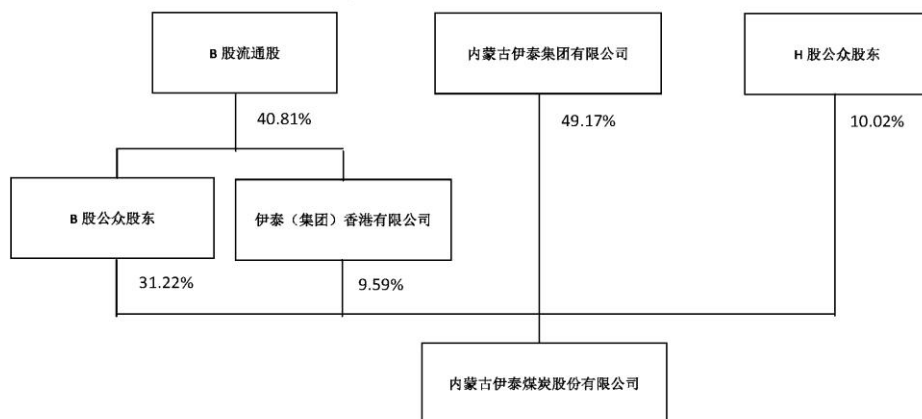 B 股流通股
内蒙古伊泰集团有限公司
H 股公众股东
40.81%
49.17%
10.02%
B 股公众股东
伊泰（集团）香港有限公司
31.22%
9.59%
内蒙古伊泰煤炭股份有限公司